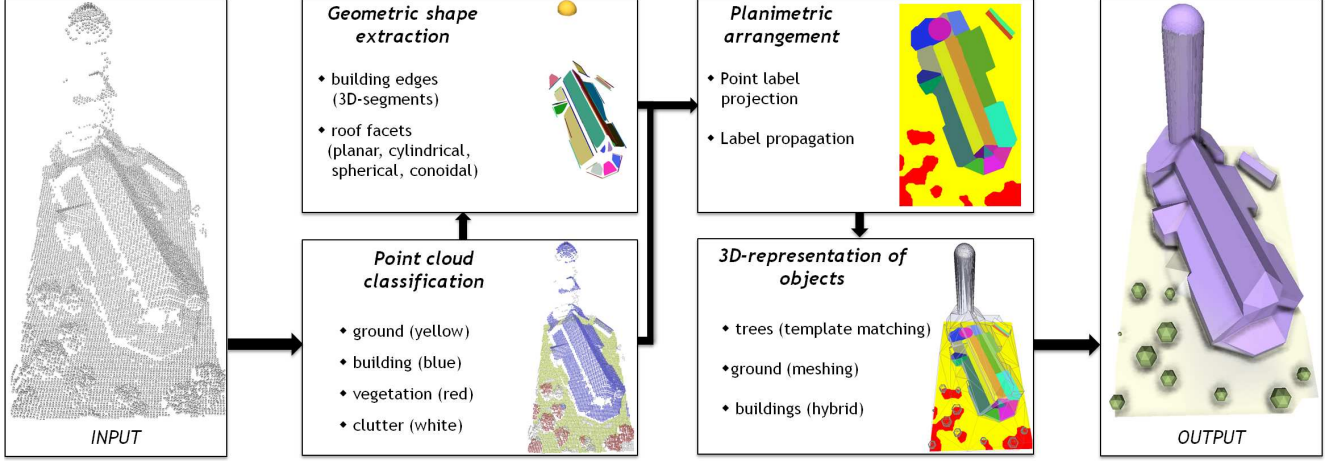 INPUT
Geometric shape
extraction
◆ building edges
(3D-segments)
◆ roof facets
(planar, cylindrical,
spherical, conoidal)
Point cloud
classification
◆ ground (yellow)
◆ building (blue)
◆ vegetation (red)
◆ clutter (white)
Planimetric
arrangement
◆ Point label
projection
◆ Label propagation
3D-representation of
objects
◆ trees (template matching)
◆ground (meshing)
◆ buildings (hybrid)
OUTPUT